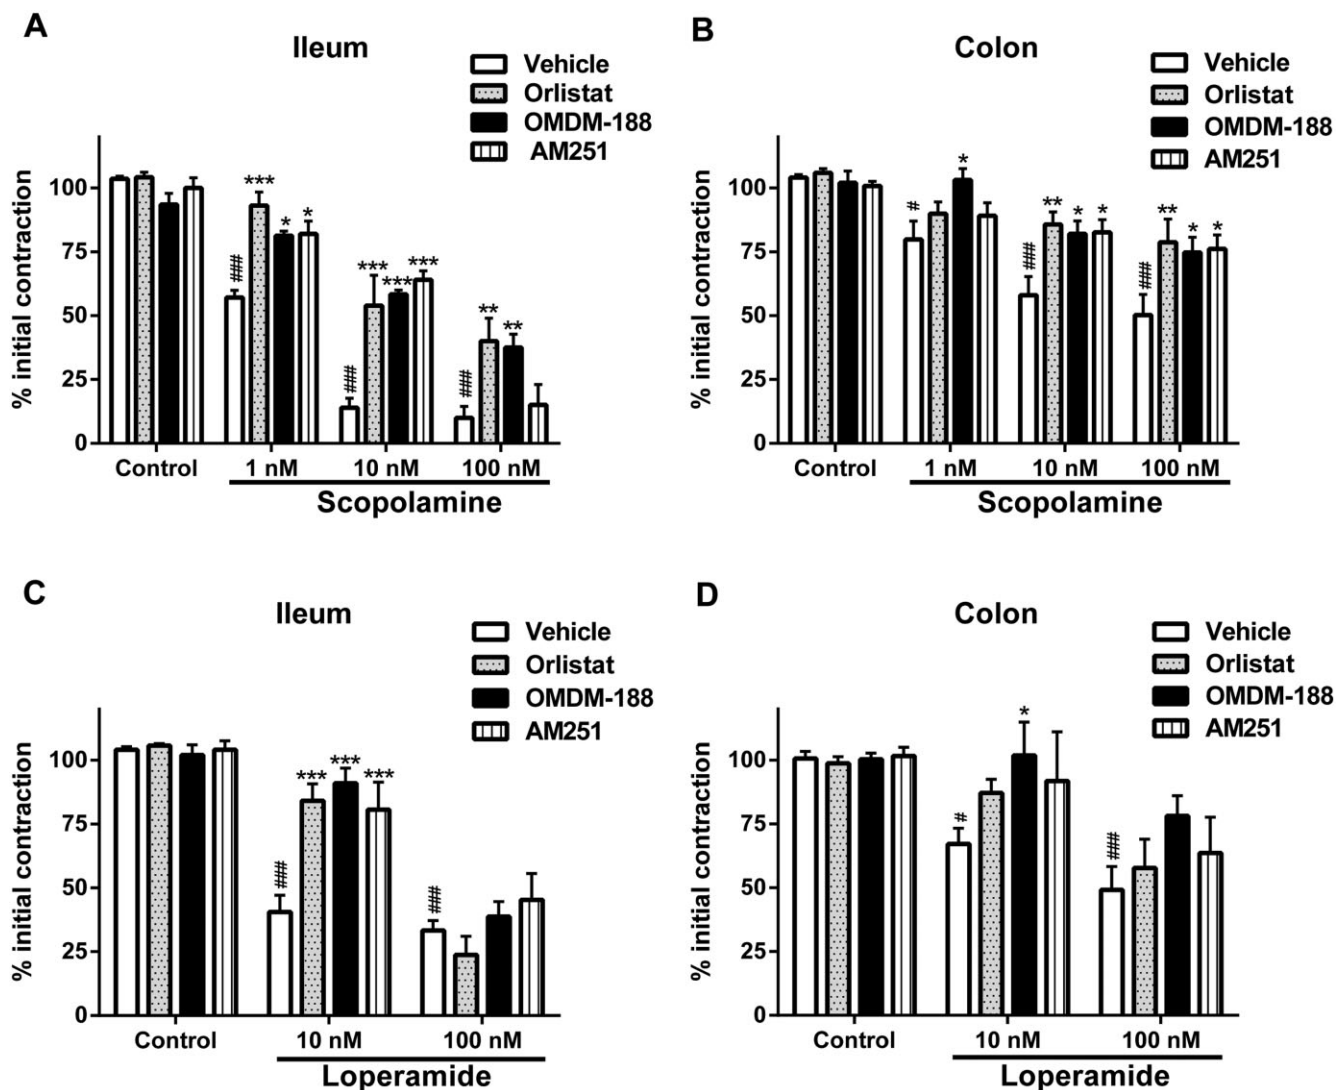 A
Ileum
Vehicle
Orlistat
OMDM-188
AM251
% initial contraction
100
75
50
25
0
###
***
*
*
###
***
***
***
###
**
**
Control
1 nM
10 nM
100 nM
Scopolamine
B
Colon
Vehicle
Orlistat
OMDM-188
AM251
% initial contraction
100
75
50
25
0
#
*
###
**
*
*
###
**
*
*
Control
1 nM
10 nM
100 nM
Scopolamine
C
Ileum
Vehicle
Orlistat
OMDM-188
AM251
% initial contraction
100
75
50
25
0
###
***
***
***
###
Control
10 nM
100 nM
Loperamide
D
Colon
Vehicle
Orlistat
OMDM-188
AM251
% initial contraction
100
75
50
25
0
#
*
###
Control
10 nM
100 nM
Loperamide